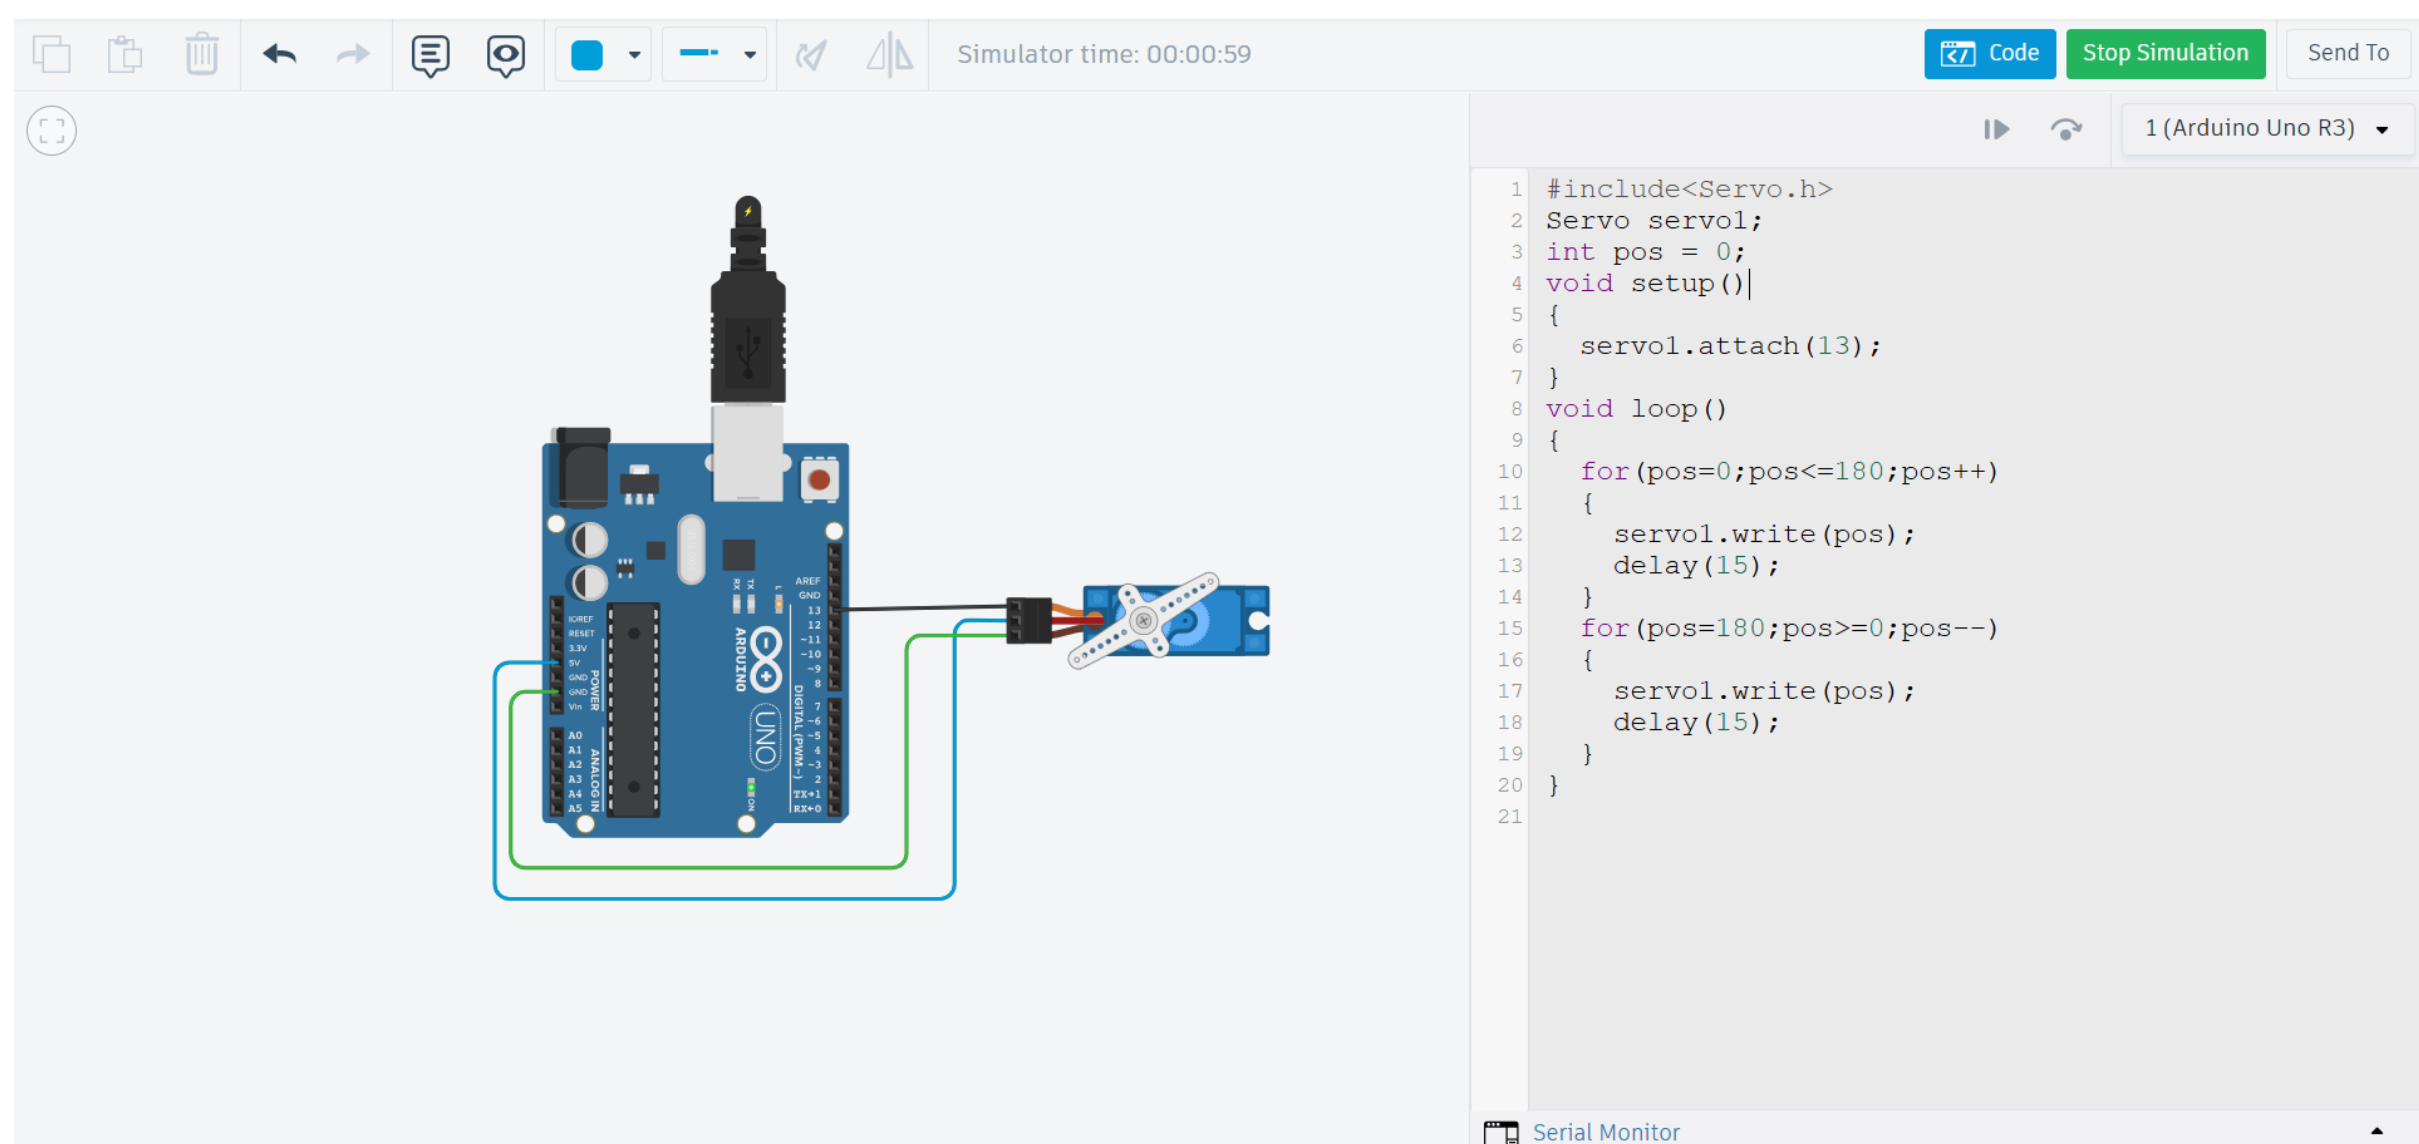 Simulator time: 00:00:59
Code
Stop Simulation
Send To
1 (Arduino Uno R3)
1 #include<Servo.h>
2 Servo servo1;
3 int pos = 0;
4 void setup()
5 {
6 servo1.attach(13);
7 }
8 void loop()
9 {
10 for(pos=0;pos<=180;pos++)
11 {
12 servo1.write(pos);
13 delay(15);
14 }
15 for(pos=180;pos>=0;pos--)
16 {
17 servo1.write(pos);
18 delay(15);
19 }
20 }
21
Serial Monitor
IOREF
RESET
3.3V
5V
GND
GND
Vin
POWER
A0
A1
A2
A3
A4
A5
ANALOG IN
RX
TX
L
ARDUINO
UNO
ON
AREF
GND
13
12
~11
~10
~9
8
7
~6
~5
4
~3
2
TX→1
RX←0
DIGITAL (PWM~)